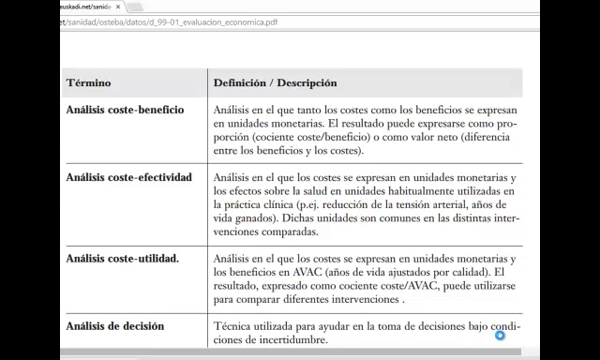 euskadi.net/sanida
et/sanidad/osteba/datos/d_99-01_evaluacion_economica.pdf
Término Definición / Descripción
Análisis coste-beneficio Análisis en el que tanto los costes como los beneficios se expresan
en unidades monetarias. El resultado puede expresarse como pro-
porción (cociente coste/beneficio) o como valor neto (diferencia
entre los beneficios y los costes).
Análisis coste-efectividad Análisis en el que los costes se expresan en unidades monetarias y
los efectos sobre la salud en unidades habitualmente utilizadas en
la práctica clínica (p.ej. reducción de la tensión arterial, años de
vida ganados). Dichas unidades son comunes en las distintas inter-
venciones comparadas.
Análisis coste-utilidad. Análisis en el que los costes se expresan en unidades monetarias y
los beneficios en AVAC (años de vida ajustados por calidad). El
resultado, expresado como cociente coste/AVAC, puede utilizarse
para comparar diferentes intervenciones .
Análisis de decisión Técnica utilizada para ayudar en la toma de decisiones bajo condi-
ciones de incertidumbre.